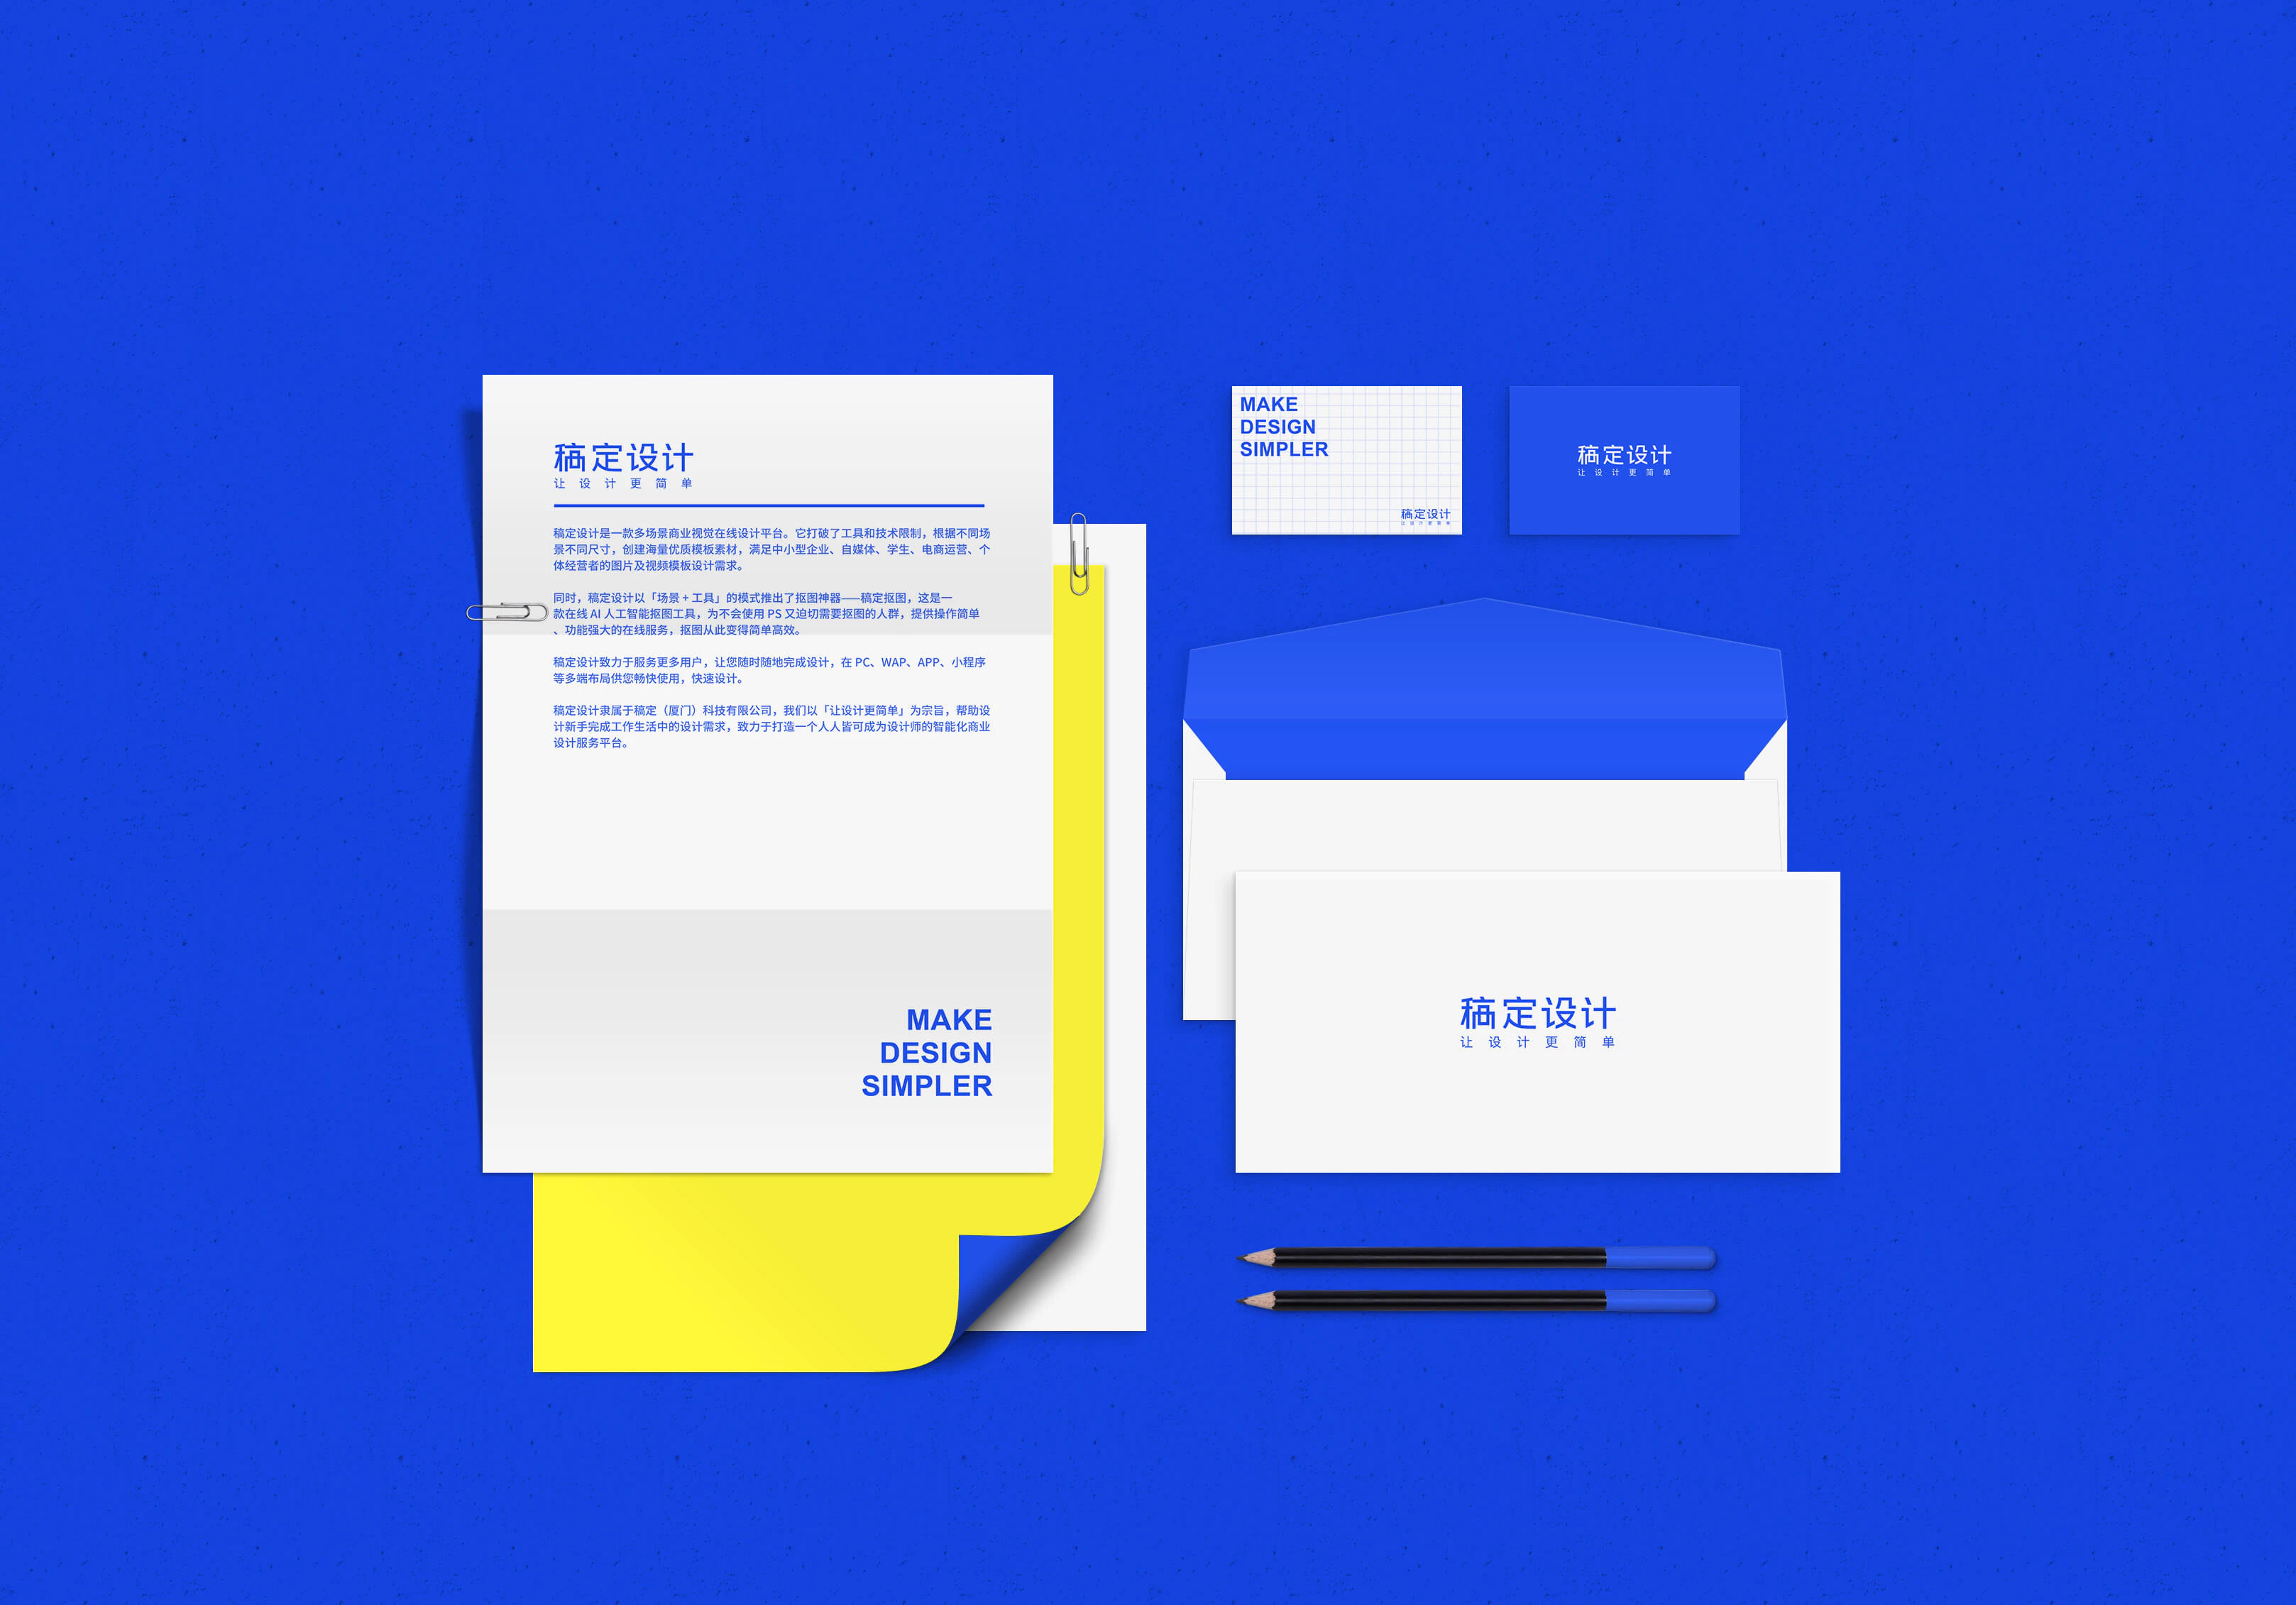 稿定设计
让设计更简单
稿定设计是一款多场景商业视觉在线设计平台。它打破了工具和技术限制，根据不同场
景不同尺寸，创建海量优质模板素材，满足中小型企业、自媒体、学生、电商运营、个
体经营者的图片及视频模板设计需求。
同时，稿定设计以「场景 + 工具」的模式推出了抠图神器——稿定抠图，这是一
款在线 AI 人工智能抠图工具，为不会使用 PS 又迫切需要抠图的人群，提供操作简单
、功能强大的在线服务，抠图从此变得简单高效。
稿定设计致力于服务更多用户，让您随时随地完成设计，在 PC、WAP、APP、小程序
等多端布局供您畅快使用，快速设计。
稿定设计隶属于稿定（厦门）科技有限公司，我们以「让设计更简单」为宗旨，帮助设
计新手完成工作生活中的设计需求，致力于打造一个人人皆可成为设计师的智能化商业
设计服务平台。
MAKE
DESIGN
SIMPLER
MAKE
DESIGN
SIMPLER
稿定设计
让设计更简单
稿定设计
让设计更简单
稿定设计
让设计更简单